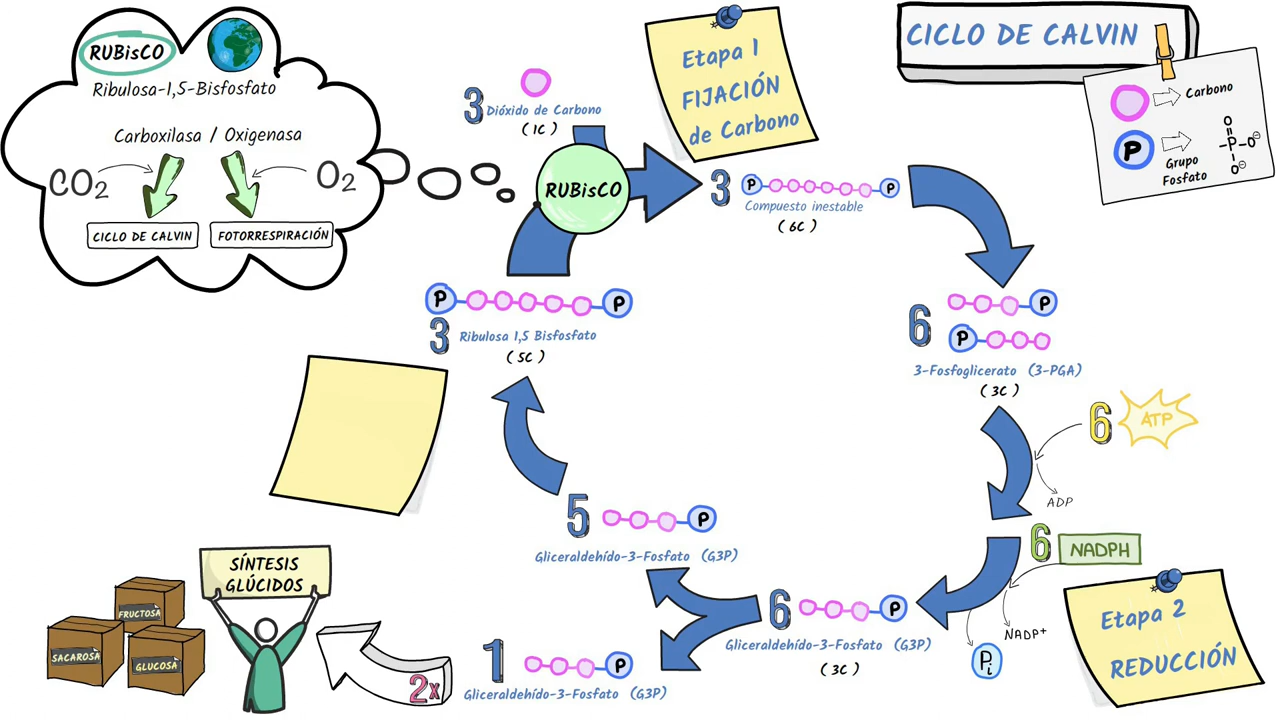 RUBisCO
Ribulosa-1,5-Bisfosfato
Carboxilasa / Oxigenasa
CO2
O2
CICLO DE CALVIN
FOTORRESPIRACIÓN
3
Dióxido de Carbono
(1C)
RUBisCO
Etapa 1
FIJACIÓN
de Carbono
CICLO DE CALVIN
Carbono
P
Grupo
Fosfato
O
-P-O⊖
O⊖
3
P P
Compuesto inestable
(6C)
P P
3
Ribulosa 1,5 Bisfosfato
(5C)
6
P
P
3-Fosfoglicerato (3-PGA)
(3C)
6 ATP
ADP
6 NADPH
NADP+
Pi
Etapa 2
REDUCCIÓN
6 P
Gliceraldehído-3-Fosfato (G3P)
(3C)
5 P
Gliceraldehído-3-Fosfato (G3P)
1 P
Gliceraldehído-3-Fosfato (G3P)
2x
SÍNTESIS
GLÚCIDOS
FRUCTOSA
SACAROSA
GLUCOSA